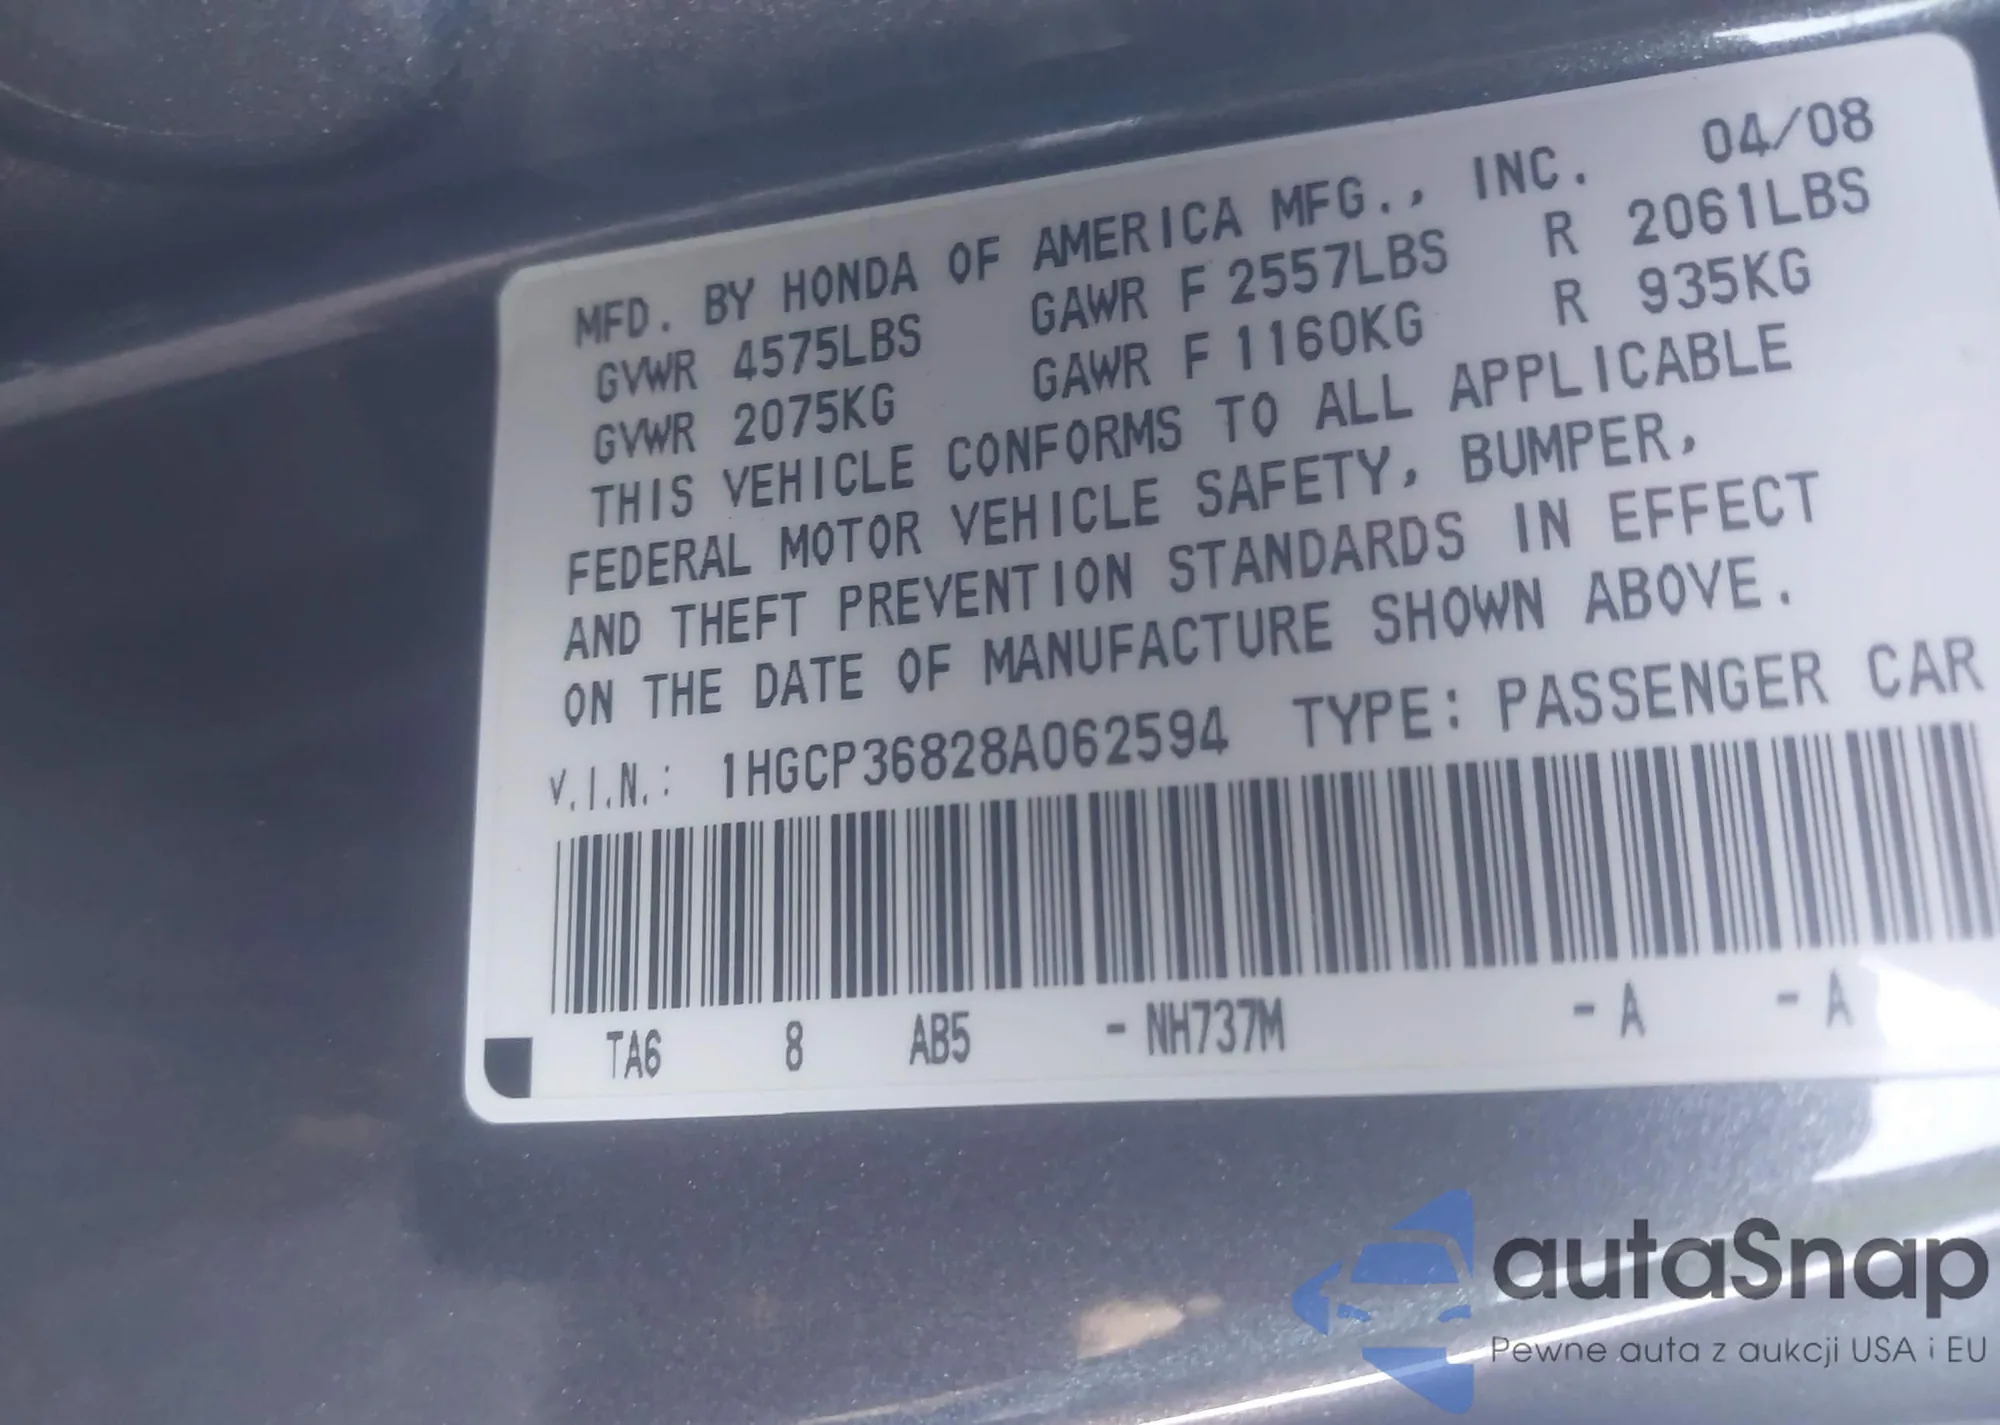 MFD. BY HONDA OF AMERICA MFG., INC. 04/08
GVWR 4575LBS GAWR F 2557LBS R 2061LBS
GVWR 2075KG GAWR F 1160KG R 935KG
THIS VEHICLE CONFORMS TO ALL APPLICABLE
FEDERAL MOTOR VEHICLE SAFETY, BUMPER,
AND THEFT PREVENTION STANDARDS IN EFFECT
ON THE DATE OF MANUFACTURE SHOWN ABOVE.
V.I.N.: 1HGCP36828A062594 TYPE: PASSENGER CAR
TA6 8 AB5 - NH737M - A - A
autaSnap
Pewne auta z aukcji USA i EU